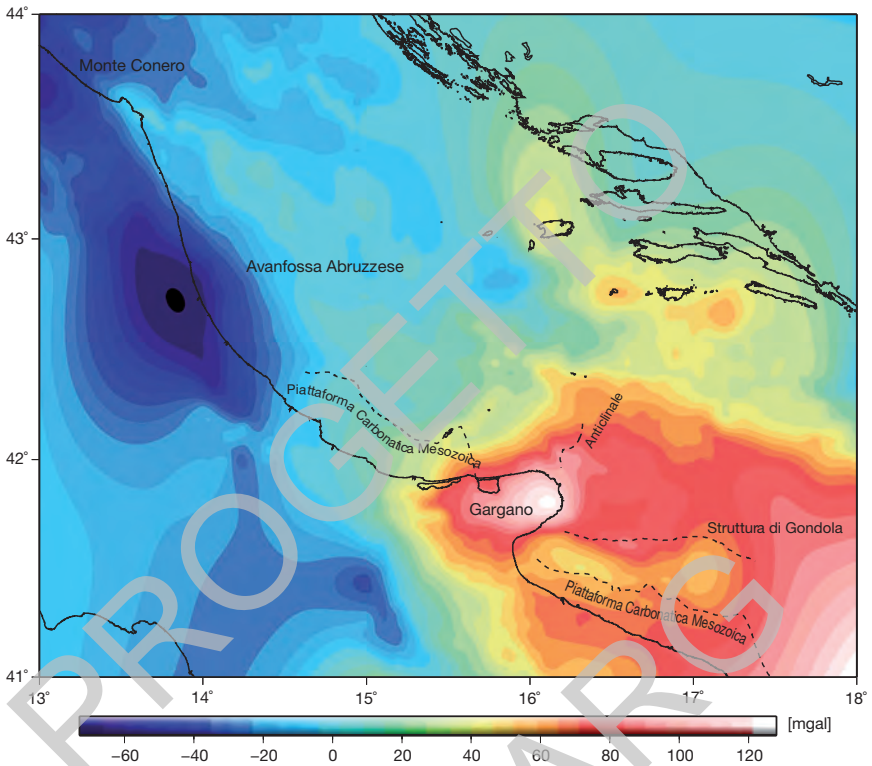 44°
Monte Conero
43°
Avanfossa Abruzzese
Piattaforma Carbonatica Mesozoica
Anticlinale
42°
Gargano
Struttura di Gondola
Piattaforma Carbonatica Mesozoica
41°
13° 14° 15° 16° 17° 18°
[mgal]
−60 −40 −20 0 20 40 60 80 100 120
PROGETTO
ARG